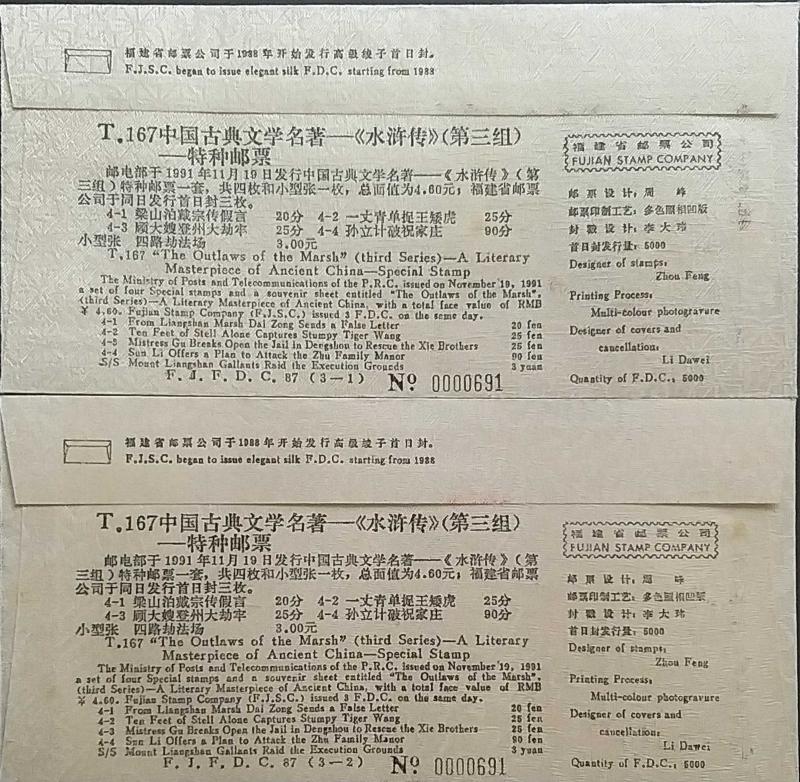 福建省邮票公司于1988年开始发行高级绫子首日封。
F.J.S.C. began to issue elegant silk F.D.C. starting from 1988
T.167中国古典文学名著—《水浒传》(第三组)
—特种邮票
邮电部于1991年11月19日发行中国古典文学名著——《水浒传》(第
三组)特种邮票一套，共四枚和小型张一枚，总面值为4.60元；福建省邮票
公司于同日发行首日封三枚。
4-1 梁山泊戴宗传假信 20分 4-2 一丈青单捉王矮虎 25分
4-3 顾大嫂登州大劫牢 25分 4-4 孙立计破祝家庄 90分
小型张 四路劫法场 3.00元
T.167 "The Outlaws of the Marsh" (third Series)—A Literary
Masterpiece of Ancient China—Special Stamp
The Ministry of Posts and Telecommunications of the P.R.C. issued on November 19, 1991
a set of four Special stamps and a souvenir sheet entitled "The Outlaws of the Marsh",
(third Series)—A Literary Masterpiece of Ancient China, with a total face value of RMB
¥ 4.60. Fujian Stamp Company (F.J.S.C.) issued 3 F.D.C. on the same day.
4-1 From Liangshan Marsh Dai Zong Sends a False Letter 20 fen
4-2 Ten Feet of Stell Alone Captures Stumpy Tiger Wang 25 fen
4-3 Mistress Gu Breaks Open the Jail in Dengshou to Rescue the Xie Brothers 25 fen
4-4 Sun Li Offers a Plan to Attack the Zhu Family Manor 90 fen
S/S Mount Liangshan Gallants Raid the Execution Grounds 3 yuan
F. J. F. D. C. 87 (3-1) No 0000691
福建省邮票公司
FUJIAN STAMP COMPANY
邮票设计：周 峰
邮票印制工艺：多色照相凹版
封戳设计：李大玮
首日封发行量：5000
Designer of stamps:
Zhou Feng
Printing Process:
Multi-colour photogravure
Designer of covers and
cancellation:
Li Dawei
Quantity of F.D.C.: 5000
福建省邮票公司于1988年开始发行高级绫子首日封。
F.J.S.C. began to issue elegant silk F.D.C. starting from 1988
T.167中国古典文学名著—《水浒传》(第三组)
—特种邮票
邮电部于1991年11月19日发行中国古典文学名著——《水浒传》(第
三组)特种邮票一套，共四枚和小型张一枚，总面值为4.60元；福建省邮票
公司于同日发行首日封三枚。
4-1 梁山泊戴宗传假信 20分 4-2 一丈青单捉王矮虎 25分
4-3 顾大嫂登州大劫牢 25分 4-4 孙立计破祝家庄 90分
小型张 四路劫法场 3.00元
T.167 "The Outlaws of the Marsh" (third Series)—A Literary
Masterpiece of Ancient China—Special Stamp
The Ministry of Posts and Telecommunications of the P.R.C. issued on November 19, 1991
a set of four Special stamps and a souvenir sheet entitled "The Outlaws of the Marsh",
(third Series)—A Literary Masterpiece of Ancient China, with a total face value of RMB
¥ 4.60. Fujian Stamp Company (F.J.S.C.) issued 3 F.D.C. on the same day.
4-1 From Liangshan Marsh Dai Zong Sends a False Letter 20 fen
4-2 Ten Feet of Stell Alone Captures Stumpy Tiger Wang 25 fen
4-3 Mistress Gu Breaks Open the Jail in Dengshou to Rescue the Xie Brothers 25 fen
4-4 Sun Li Offers a Plan to Attack the Zhu Family Manor 90 fen
S/S Mount Liangshan Gallants Raid the Execution Grounds 3 yuan
F. J. F. D. C. 87 (3-2) No 0000691
福建省邮票公司
FUJIAN STAMP COMPANY
邮票设计：周 峰
邮票印制工艺：多色照相凹版
封戳设计：李大玮
首日封发行量：5000
Designer of stamps:
Zhou Feng
Printing Process:
Multi-colour photogravure
Designer of covers and
cancellation:
Li Dawei
Quantity of F.D.C.: 5000